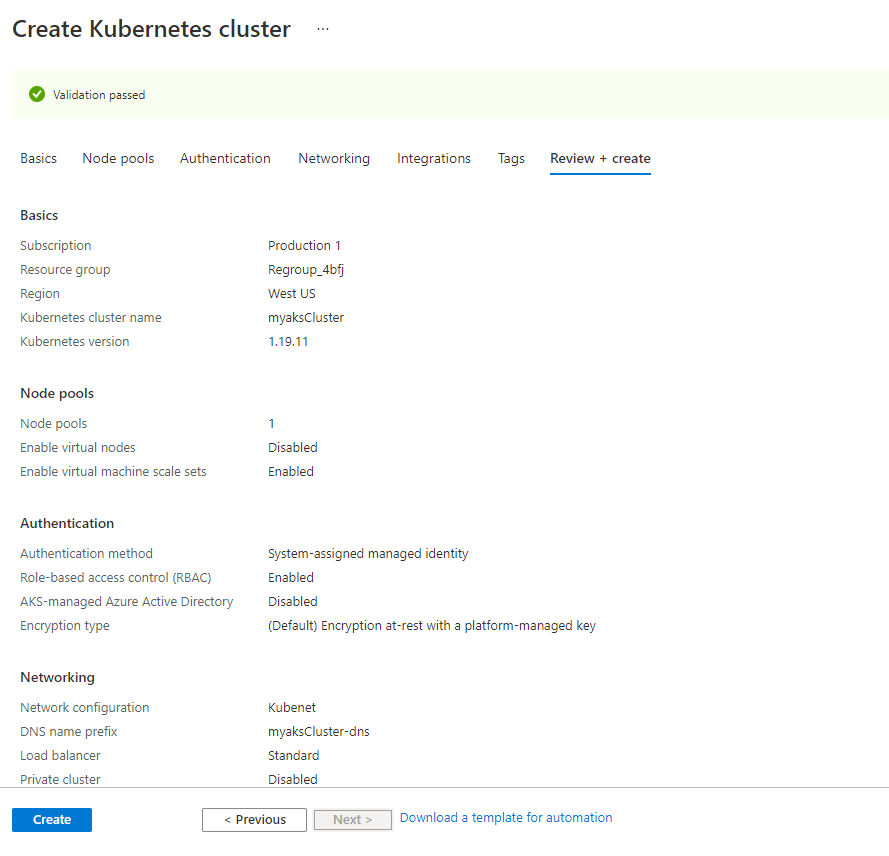 Create Kubernetes cluster ...
Validation passed
Basics Node pools Authentication Networking Integrations Tags Review + create
Basics
Subscription Production 1
Resource group Regroup_4bfj
Region West US
Kubernetes cluster name myaksCluster
Kubernetes version 1.19.11
Node pools
Node pools 1
Enable virtual nodes Disabled
Enable virtual machine scale sets Enabled
Authentication
Authentication method System-assigned managed identity
Role-based access control (RBAC) Enabled
AKS-managed Azure Active Directory Disabled
Encryption type (Default) Encryption at-rest with a platform-managed key
Networking
Network configuration Kubenet
DNS name prefix myaksCluster-dns
Load balancer Standard
Private cluster Disabled
Create < Previous Next > Download a template for automation